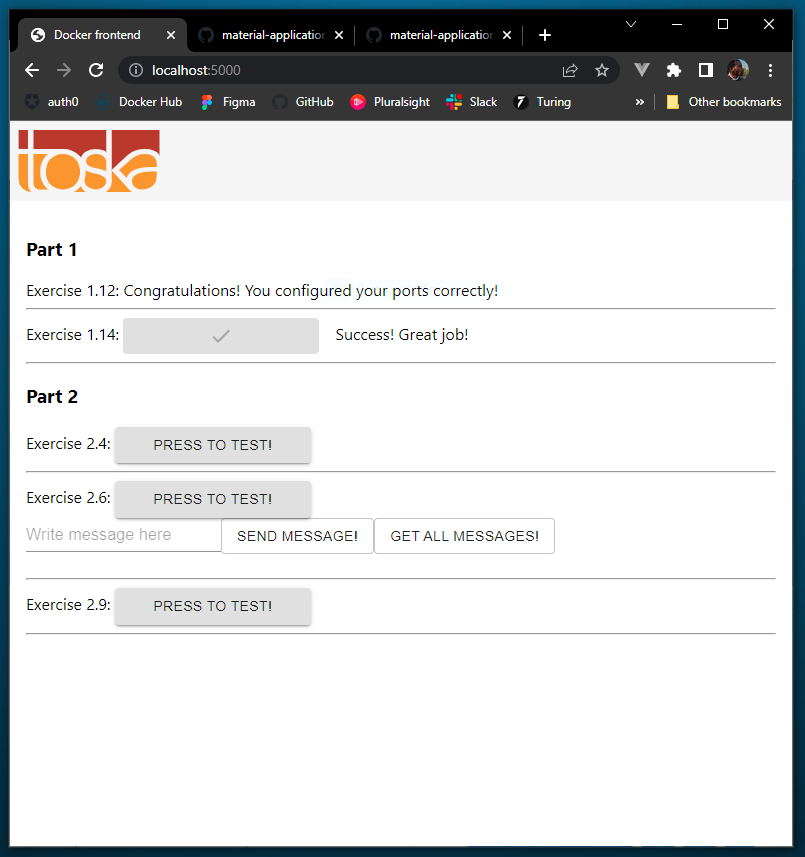 Docker frontend
material-application
material-application
localhost:5000
auth0
Docker Hub
Figma
GitHub
Pluralsight
Slack
Turing
»
Other bookmarks
toska
Part 1
Exercise 1.12: Congratulations! You configured your ports correctly!
Exercise 1.14: Success! Great job!
Part 2
Exercise 2.4: PRESS TO TEST!
Exercise 2.6: PRESS TO TEST!
Write message here SEND MESSAGE! GET ALL MESSAGES!
Exercise 2.9: PRESS TO TEST!